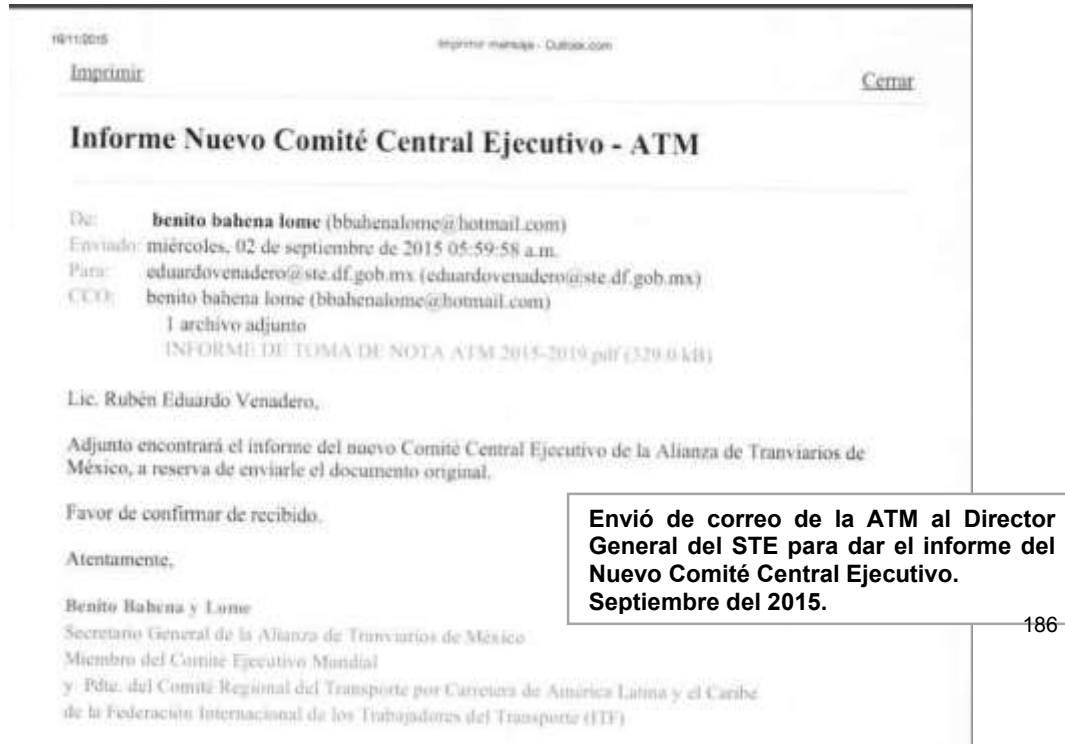 16/11/2015
Imprimir mensaje - Outlook.com
Imprimir
Cerrar
Informe Nuevo Comité Central Ejecutivo - ATM
De: benito bahena lome (bbahenalome@hotmail.com)
Enviado: miércoles, 02 de septiembre de 2015 05:59:58 a.m.
Para: eduardovenadero@ste.df.gob.mx (eduardovenadero@ste.df.gob.mx)
CCO: benito bahena lome (bbahenalome@hotmail.com)
1 archivo adjunto
INFORME DE TOMA DE NOTA ATM 2015-2019.pdf (329.0 kB)
Lic. Rubén Eduardo Venadero,
Adjunto encontrará el informe del nuevo Comité Central Ejecutivo de la Alianza de Tranviarios de
México, a reserva de enviarle el documento original.
Favor de confirmar de recibido.
Atentamente,
Benito Bahena y Lome
Secretario General de la Alianza de Tranviarios de México
Miembro del Comité Ejecutivo Mundial
y Pdte. del Comité Regional del Transporte por Carretera de América Latina y el Caribe
de la Federación Internacional de los Trabajadores del Transporte (ITF)
Envió de correo de la ATM al Director
General del STE para dar el informe del
Nuevo Comité Central Ejecutivo.
Septiembre del 2015.
186